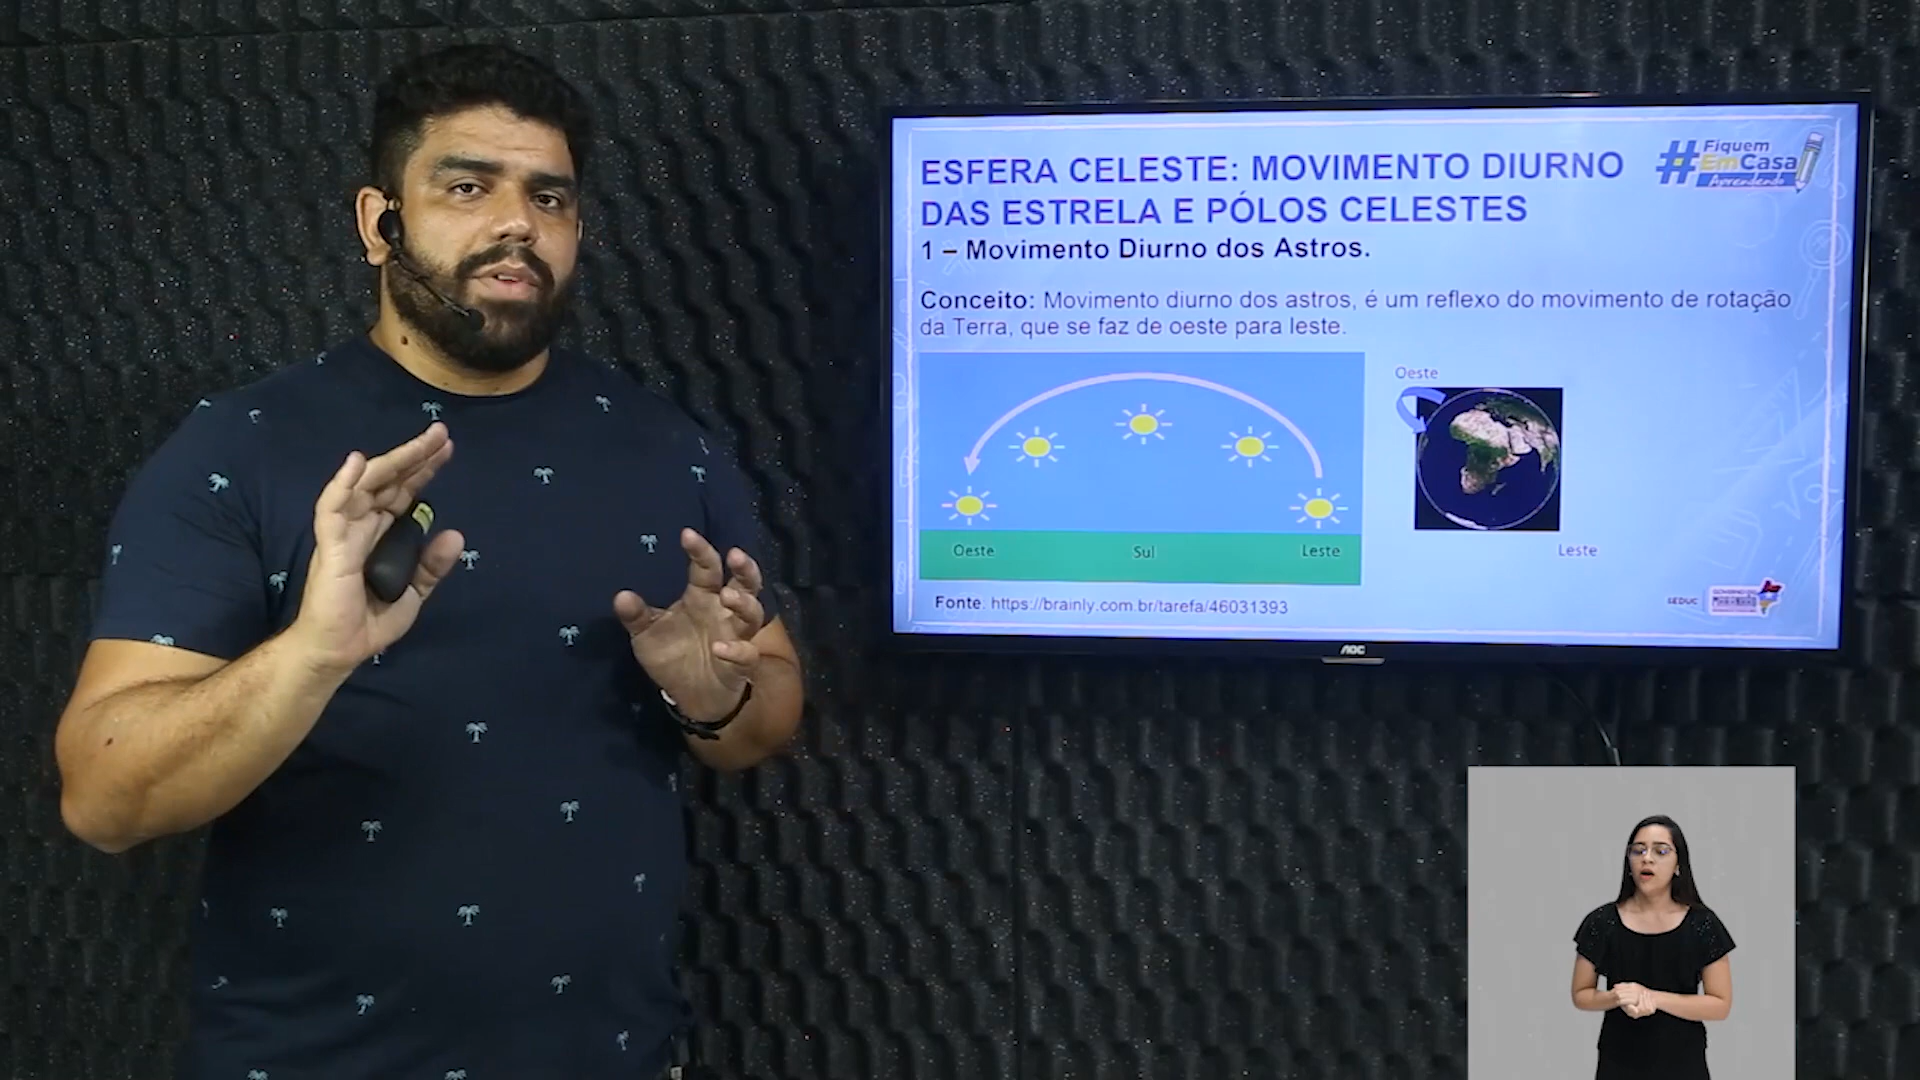 ESFERA CELESTE: MOVIMENTO DIURNO
DAS ESTRELA E PÓLOS CELESTES
#Fiquem
EmCasa
Aprendendo
1 – Movimento Diurno dos Astros.
Conceito: Movimento diurno dos astros, é um reflexo do movimento de rotação
da Terra, que se faz de oeste para leste.
Oeste
Oeste
Sul
Leste
Leste
Fonte. https://brainly.com.br/tarefa/46031393
SEDUC
AOC